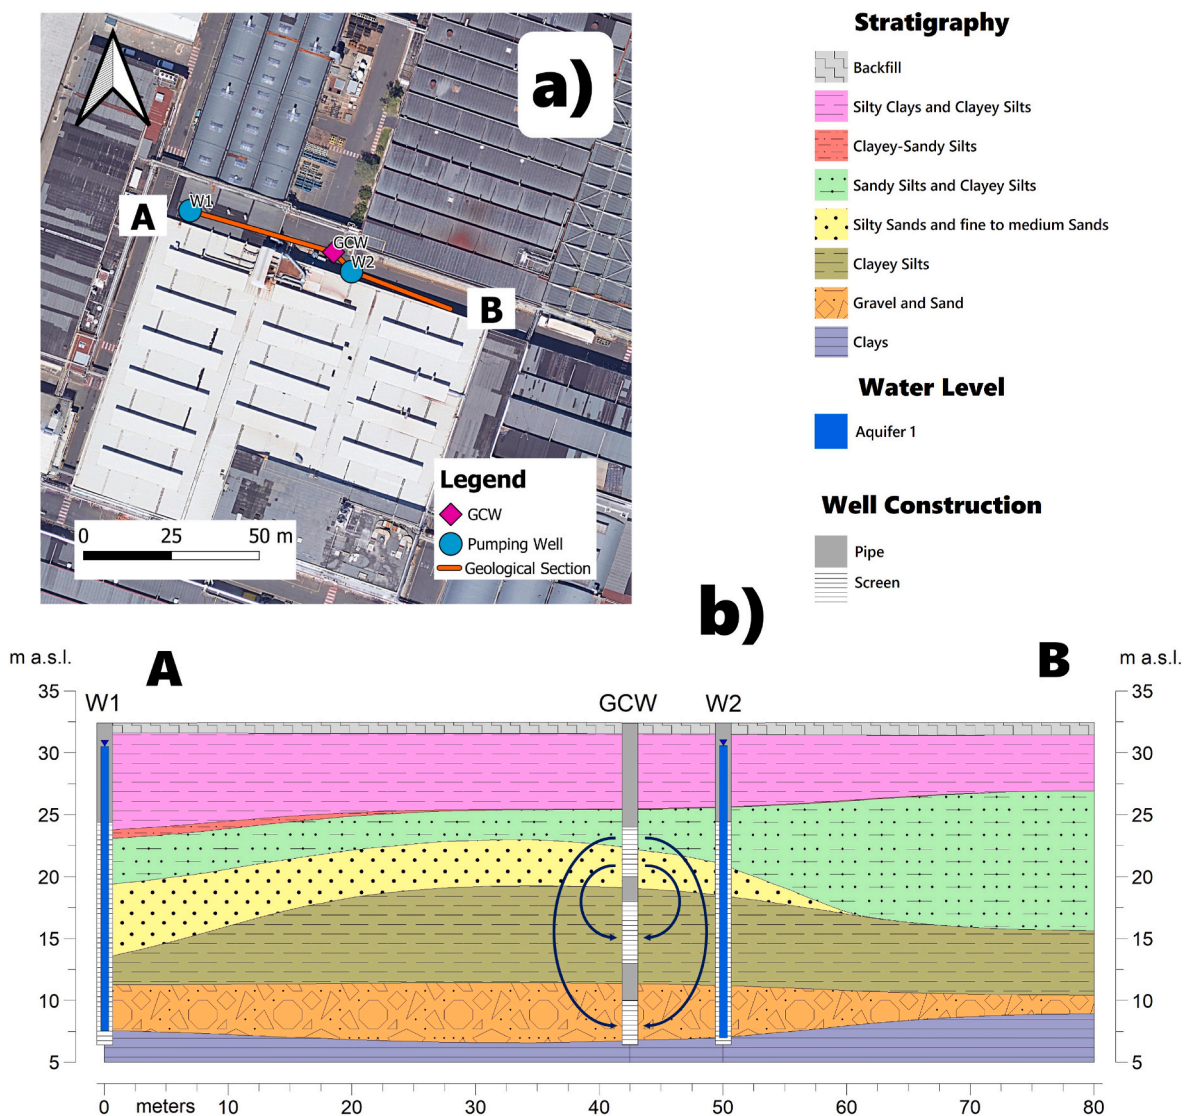 a)
A
W1
GCW
W2
B
Legend
GCW
Pumping Well
Geological Section
0 25 50 m
Stratigraphy
Backfill
Silty Clays and Clayey Silts
Clayey-Sandy Silts
Sandy Silts and Clayey Silts
Silty Sands and fine to medium Sands
Clayey Silts
Gravel and Sand
Clays
Water Level
Aquifer 1
Well Construction
Pipe
Screen
b)
m a.s.l. A B m a.s.l.
W1 GCW W2
35 35
30 30
25 25
20 20
15 15
10 10
5 5
0 meters 10 20 30 40 50 60 70 80